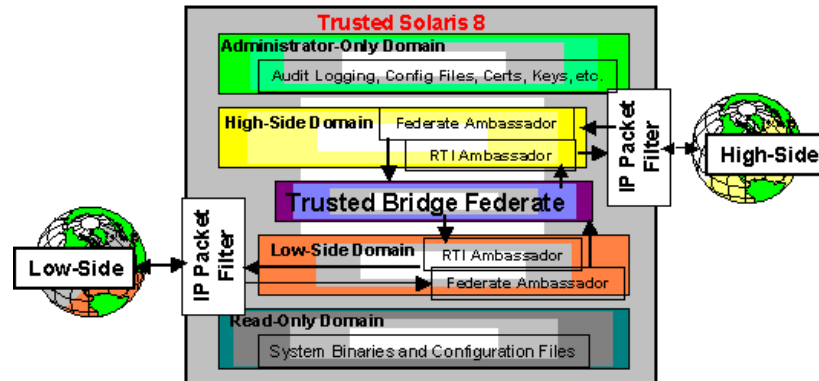 Trusted Solaris 8
Administrator-Only Domain
Audit Logging, Config Files, Certs, Keys, etc.
High-Side Domain
Federate Ambassador
RTI Ambassador
IP Packet
Filter
High-Side
Trusted Bridge Federate
Low-Side
IP Packet
Filter
Low-Side Domain
RTI Ambassador
Federate Ambassador
Read-Only Domain
System Binaries and Configuration Files